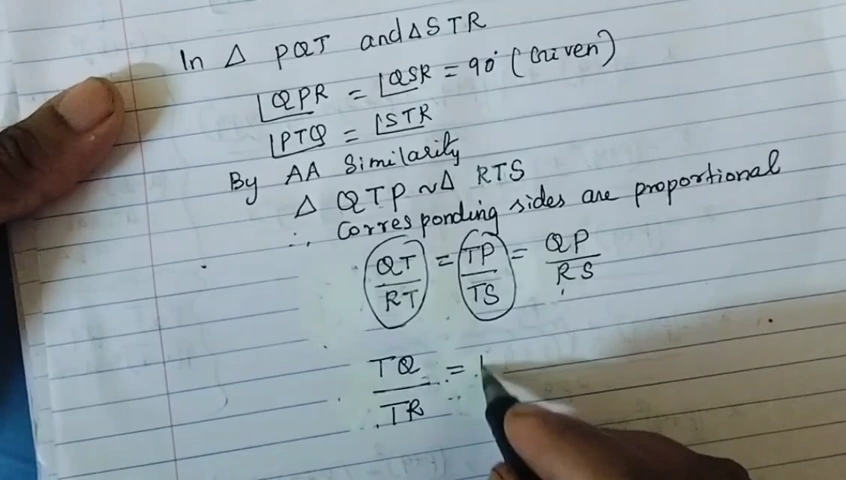 In Δ PQT and Δ STR
∠QPR = ∠QSR = 90° (Given)
∠PTQ = ∠STR
By AA Similarity
Δ QTP ~ Δ RTS
∴ Corresponding sides are proportional
QT/RT = TP/TS = QP/RS
TQ/TR =